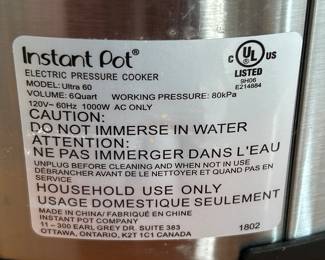 Instant Pot®
ELECTRIC PRESSURE COOKER
MODEL: Ultra 60
VOLUME: 6Quart WORKING PRESSURE: 80kPa
120V~ 60Hz 1000W AC ONLY
C UL US
LISTED
9H06
E214884
CAUTION:
DO NOT IMMERSE IN WATER
ATTENTION:
NE PAS IMMERGER DANS L'EAU
UNPLUG BEFORE CLEANING AND WHEN NOT IN USE
DÉBRANCHER AVANT DE LE NETTOYER ET QUAND PAS EN
SERVICE
HOUSEHOLD USE ONLY
USAGE DOMESTIQUE SEULEMENT
MADE IN CHINA/ FABRIQUÉ EN CHINE
INSTANT POT COMPANY
11 – 300 EARL GREY DR. SUITE 383
OTTAWA, ONTARIO, K2T 1C1 CANADA
1802